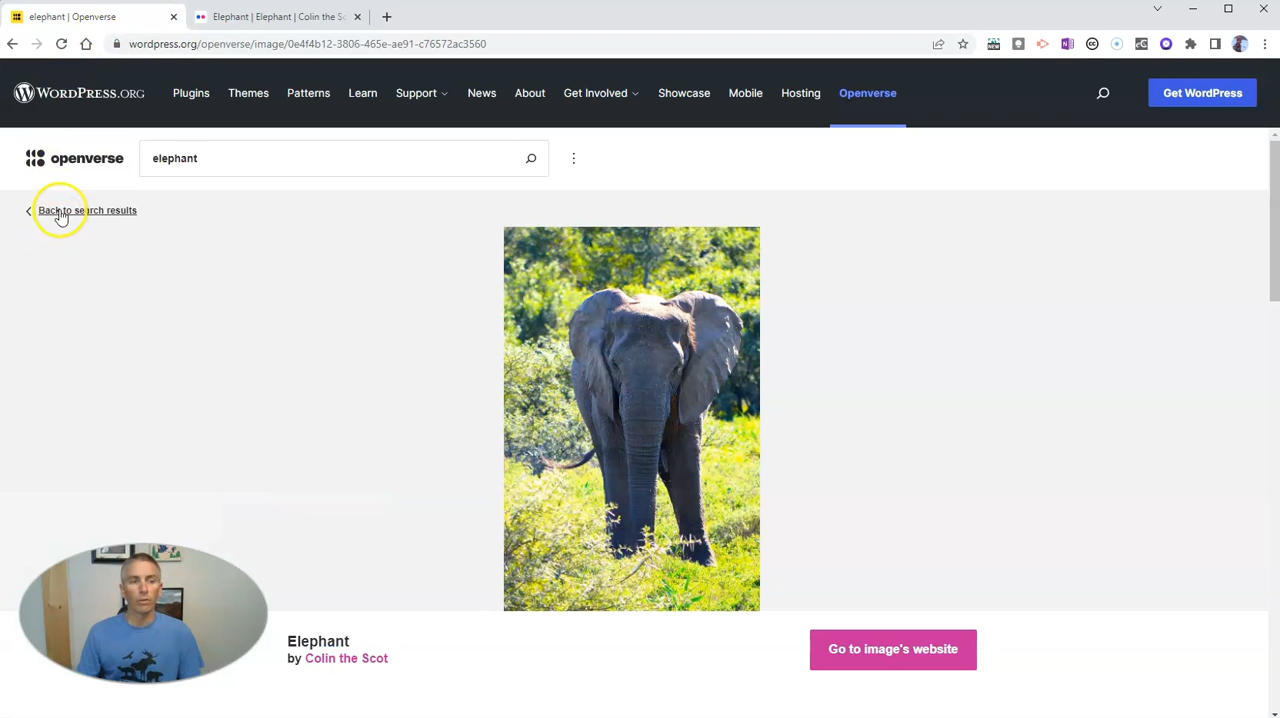 elephant | Openverse
Elephant | Elephant | Colin the Sc
wordpress.org/openverse/image/0e4f4b12-3806-465e-ae91-c76572ac3560
WORDPRESS.ORG
Plugins
Themes
Patterns
Learn
Support
News
About
Get Involved
Showcase
Mobile
Hosting
Openverse
Get WordPress
openverse
elephant
Back to search results
Elephant
by Colin the Scot
Go to image's website